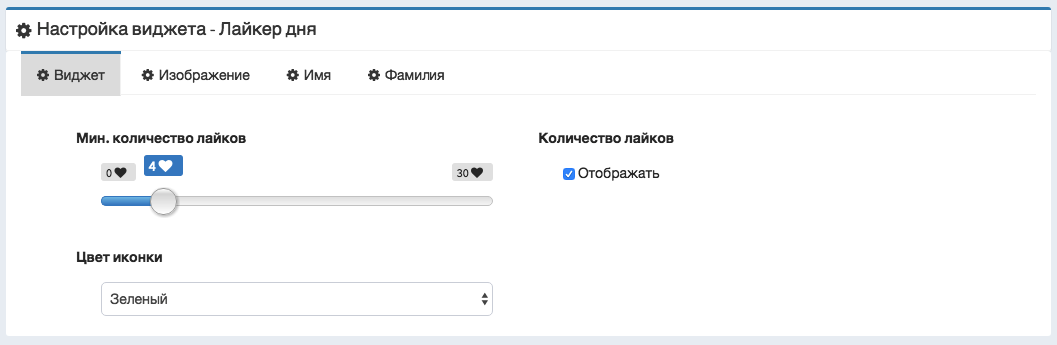 Настройка виджета - Лайкер дня
Виджет Изображение Имя Фамилия
Мин. количество лайков Количество лайков
0 4 30
Отображать
Цвет иконки
Зеленый